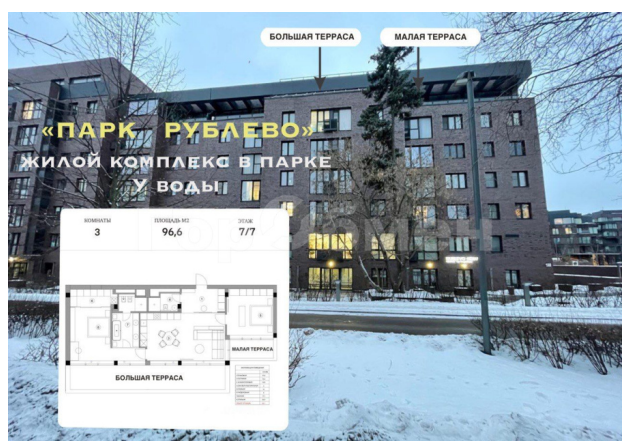 БОЛЬШАЯ ТЕРРАСА
МАЛАЯ ТЕРРАСА
«ПАРК РУБЛЕВО»
ЖИЛОЙ КОМПЛЕКС В ПАРКЕ
У ВОДЫ
КОМНАТЫ
ПЛОЩАДЬ М2
ЭТАЖ
3
96,6
7/7
МАЛАЯ ТЕРРАСА
БОЛЬШАЯ ТЕРРАСА